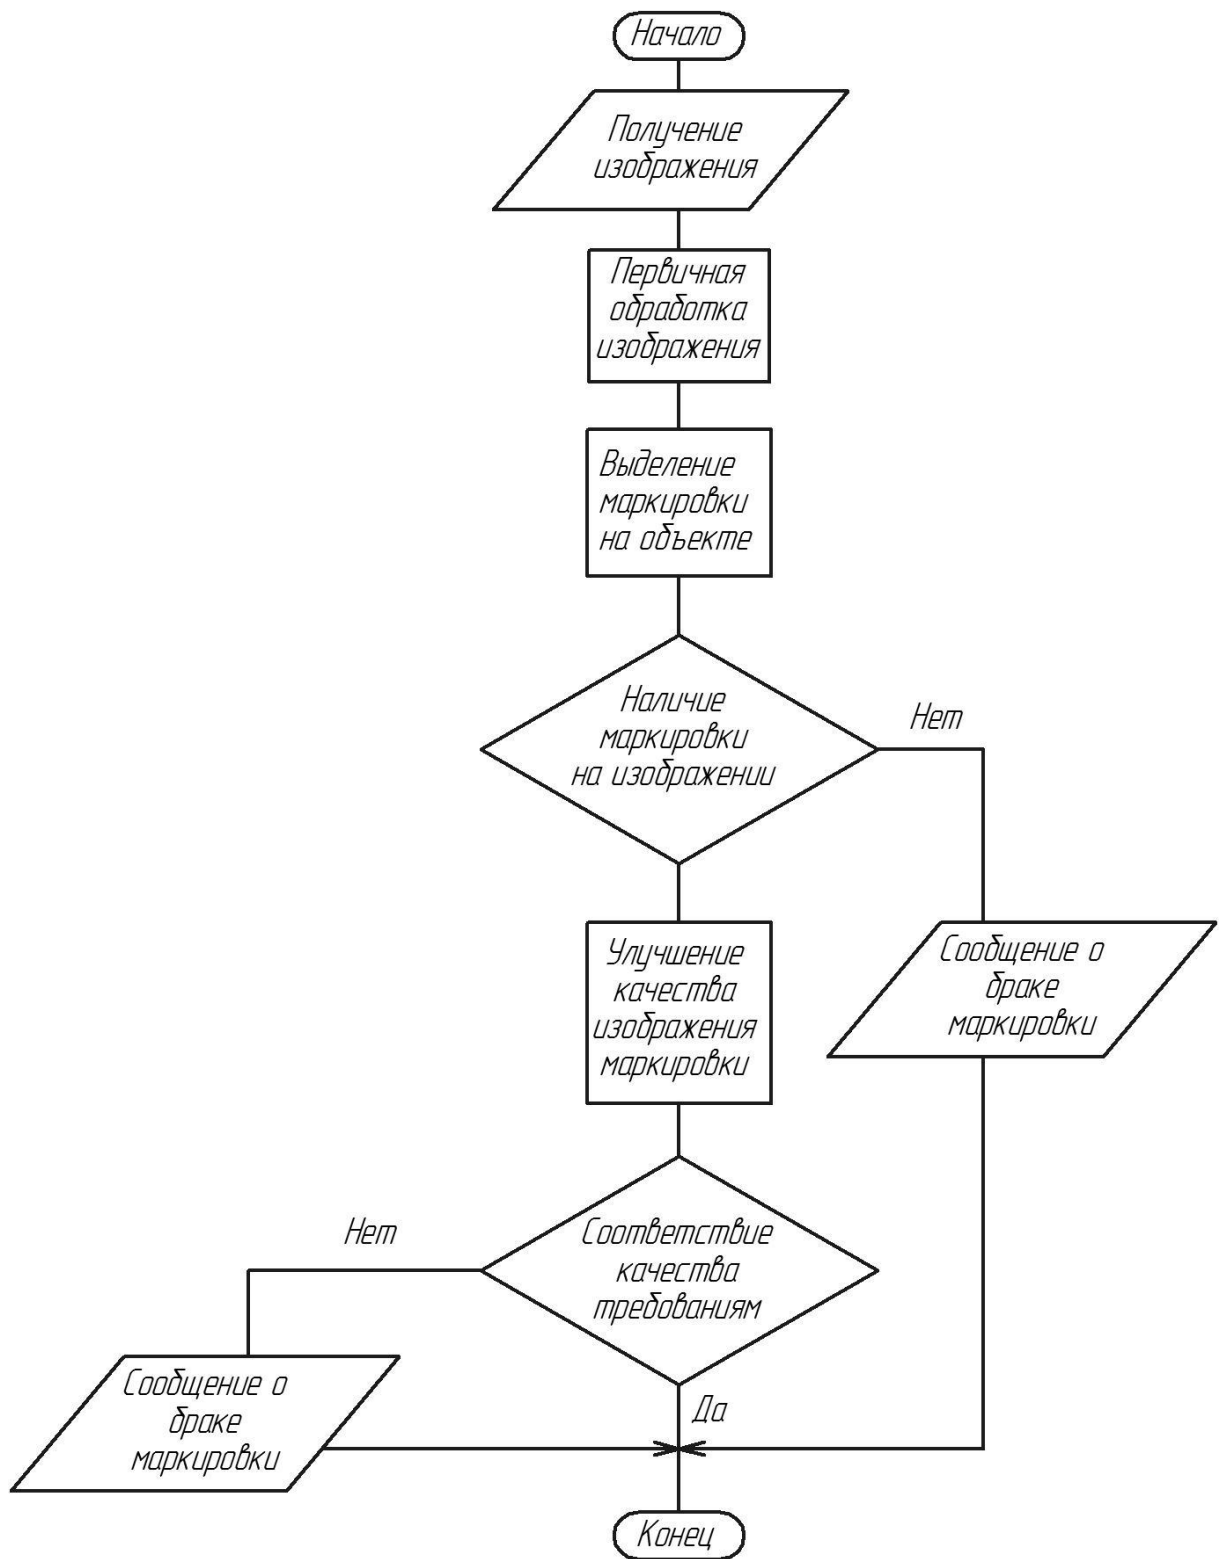 Начало
Получение
изображения
Первичная
обработка
изображения
Выделение
маркировки
на объекте
Наличие
маркировки
на изображении
Нет
Улучшение
качества
изображения
маркировки
Сообщение о
браке
маркировки
Соответствие
качества
требованиям
Нет
Сообщение о
браке
маркировки
Да
Конец